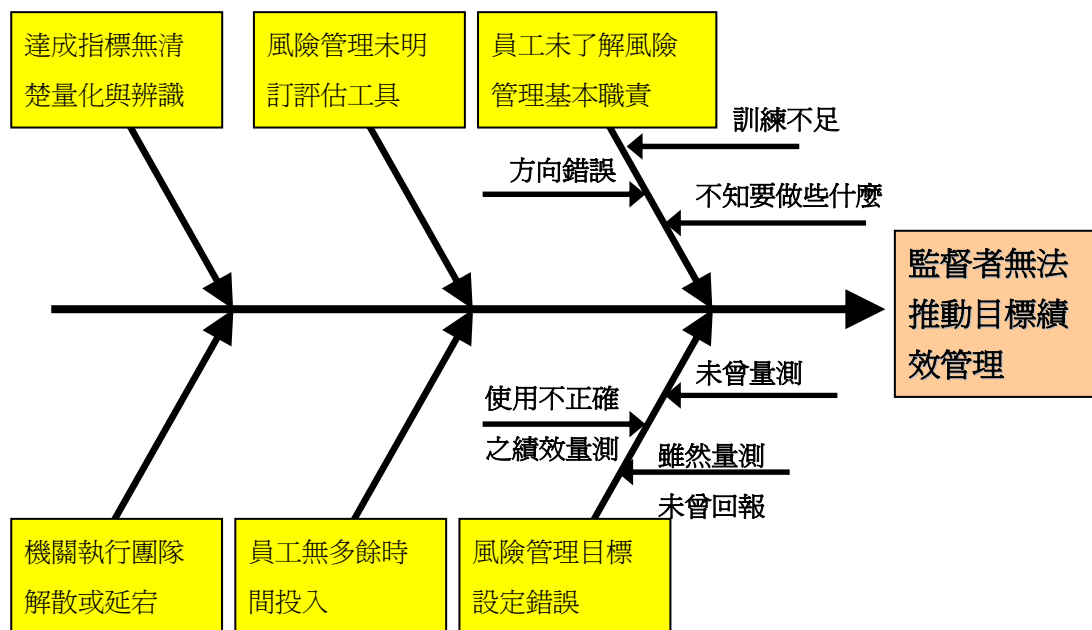 達成指標無清
楚量化與辨識
風險管理未明
訂評估工具
員工未了解風險
管理基本職責
訓練不足
方向錯誤
不知要做些什麼
監督者無法
推動目標績
效管理
未曾量測
使用不正確
之績效量測
雖然量測
未曾回報
機關執行團隊
解散或延宕
員工無多餘時
間投入
風險管理目標
設定錯誤